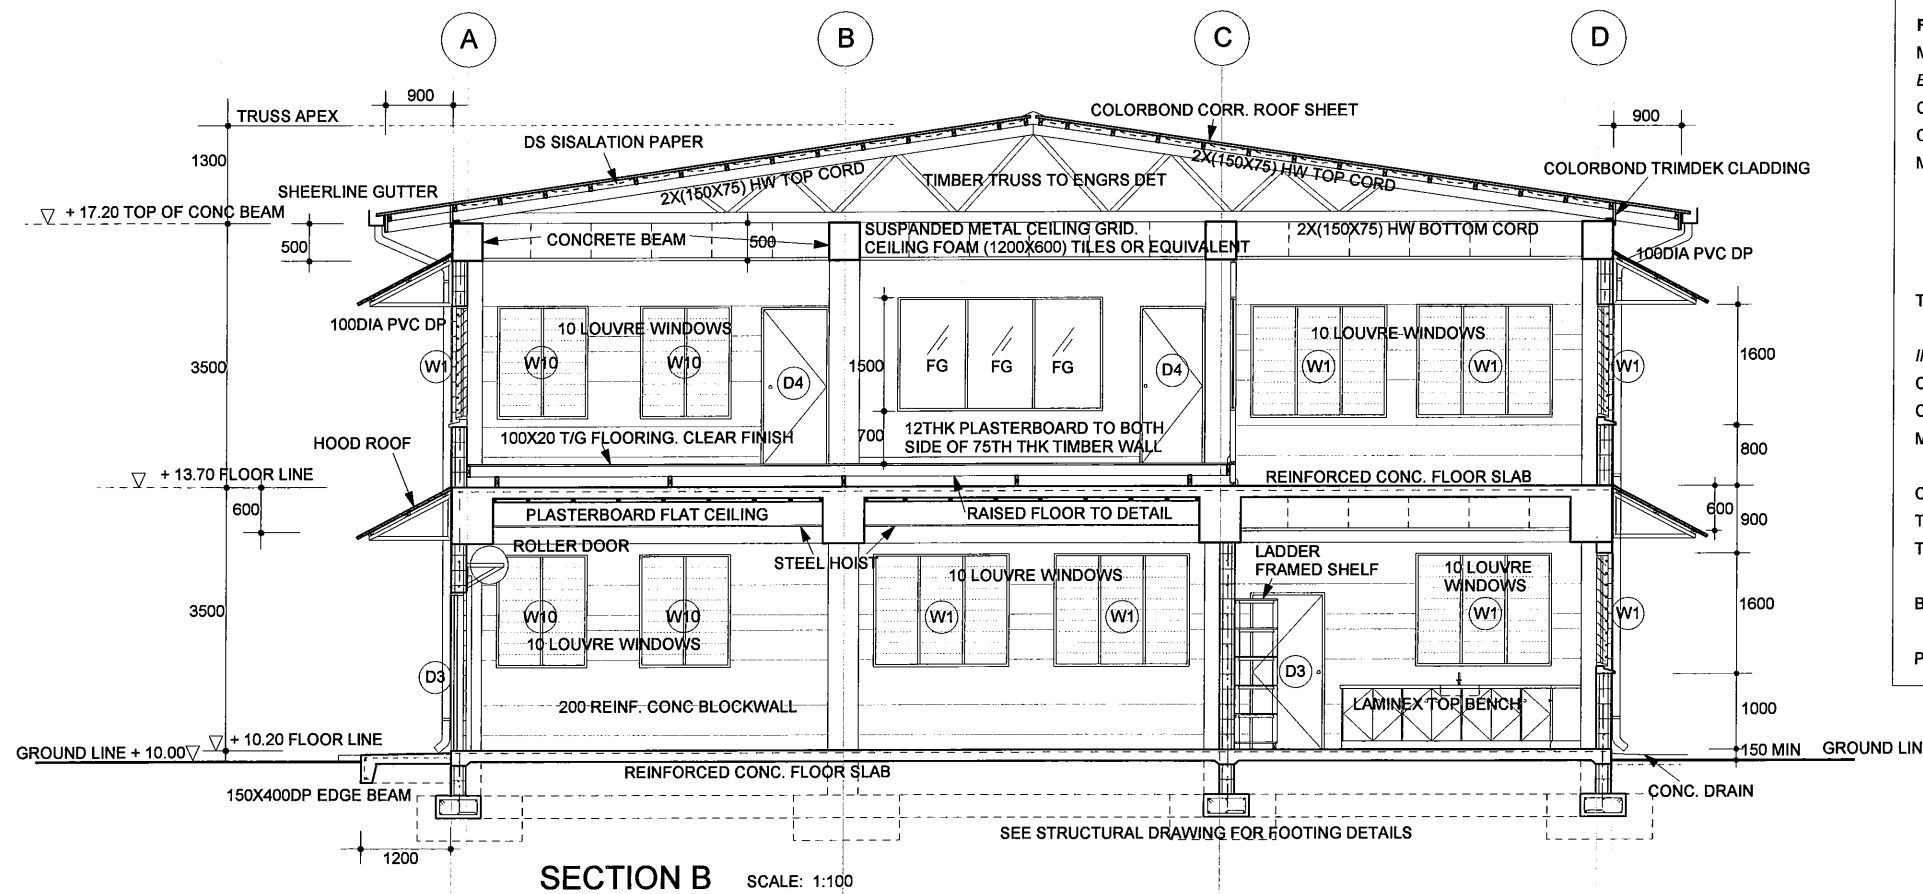 A
B
C
D
900
TRUSS APEX
COLORBOND CORR. ROOF SHEET
900
DS SISALATION PAPER
1300
2X(150X75) HW TOP CORD
TIMBER TRUSS TO ENGRS DET
2X(150X75) HW TOP CORD
COLORBOND TRIMDEK CLADDING
SHEERLINE GUTTER
+ 17.20 TOP OF CONC BEAM
500
CONCRETE BEAM
500
SUSPANDED METAL CEILING GRID.
CEILING FOAM (1200X600) TILES OR EQUIVALENT
2X(150X75) HW BOTTOM CORD
100DIA PVC DP
100DIA PVC DP
10 LOUVRE WINDOWS
10 LOUVRE WINDOWS
3500
W1
W10
W10
D4
1500
FG
FG
FG
D4
W1
W1
W1
1600
HOOD ROOF
100X20 T/G FLOORING. CLEAR FINISH
700
12THK PLASTERBOARD TO BOTH
SIDE OF 75TH THK TIMBER WALL
800
+ 13.70 FLOOR LINE
REINFORCED CONC. FLOOR SLAB
600
PLASTERBOARD FLAT CEILING
RAISED FLOOR TO DETAIL
600
900
ROLLER DOOR
STEEL HOIST
LADDER
FRAMED SHELF
10 LOUVRE WINDOWS
10 LOUVRE
WINDOWS
3500
W10
W10
W1
W1
W1
W1
1600
10 LOUVRE WINDOWS
D3
D3
200 REINF. CONC BLOCKWALL
LAMINEX TOP BENCH
1000
+ 10.20 FLOOR LINE
GROUND LINE + 10.00
150 MIN
GROUND LIN
REINFORCED CONC. FLOOR SLAB
150X400DP EDGE BEAM
CONC. DRAIN
SEE STRUCTURAL DRAWING FOR FOOTING DETAILS
1200
SECTION B
SCALE: 1:100